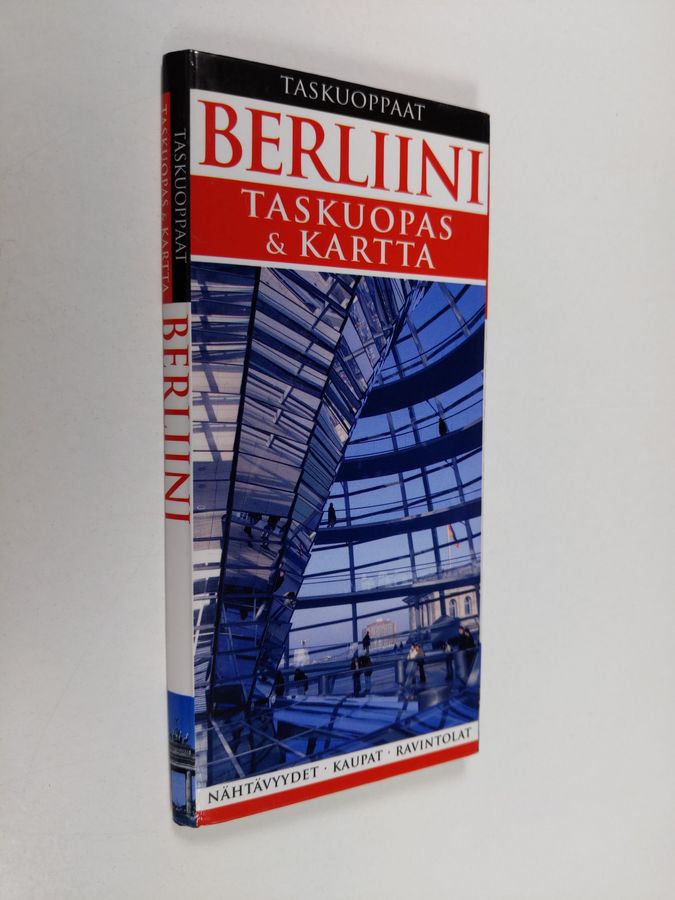 TASKUOPPAAT
BERLIINI
TASKUOPAS
& KARTTA
NÄHTÄVYYDET · KAUPAT · RAVINTOLAT
TASKUOPPAAT
TASKUOPAS & KARTTA
BERLIINI